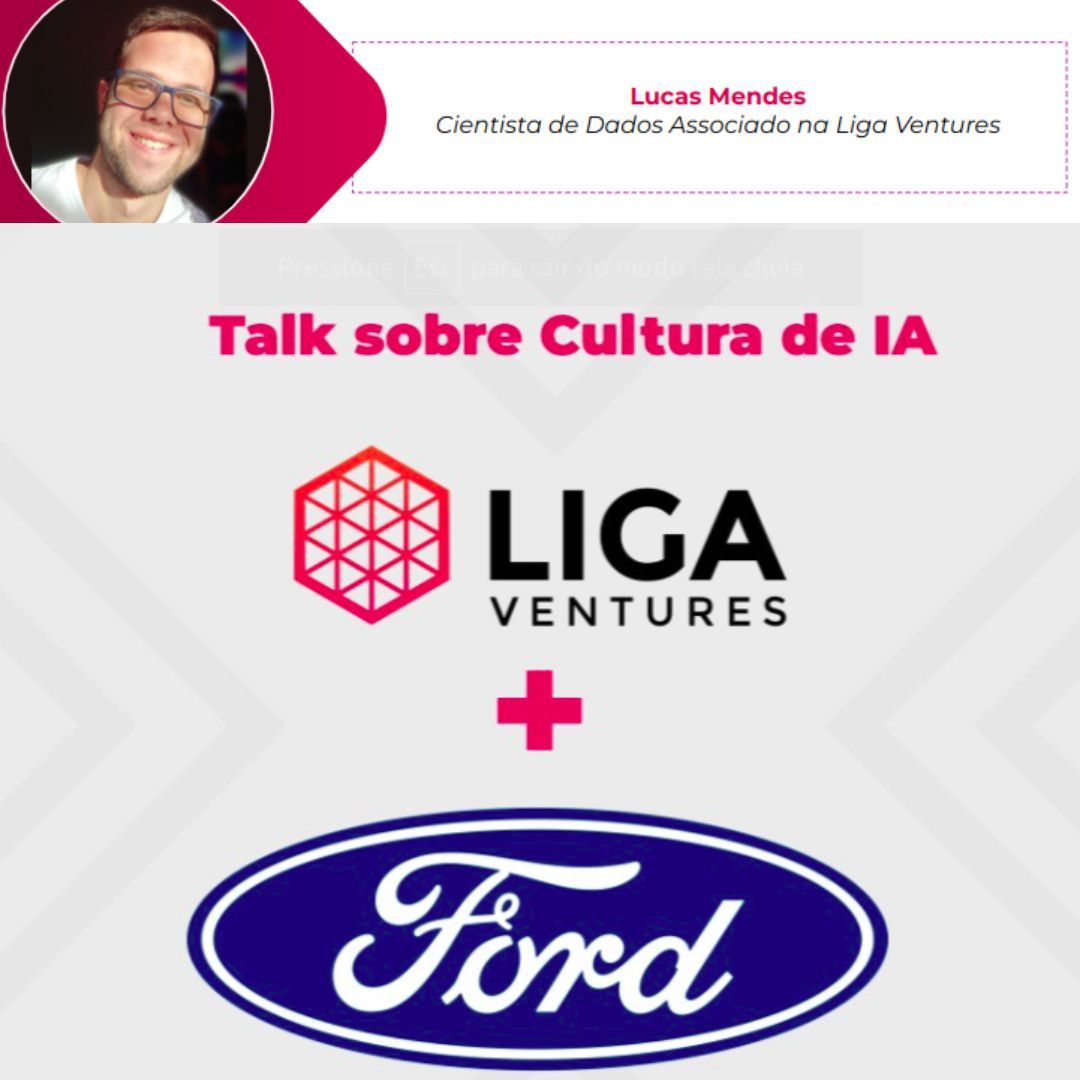 Lucas Mendes
Cientista de Dados Associado na Liga Ventures
Pressione Esc para sair do modo tela cheia
Talk sobre Cultura de IA
LIGA
VENTURES
Ford